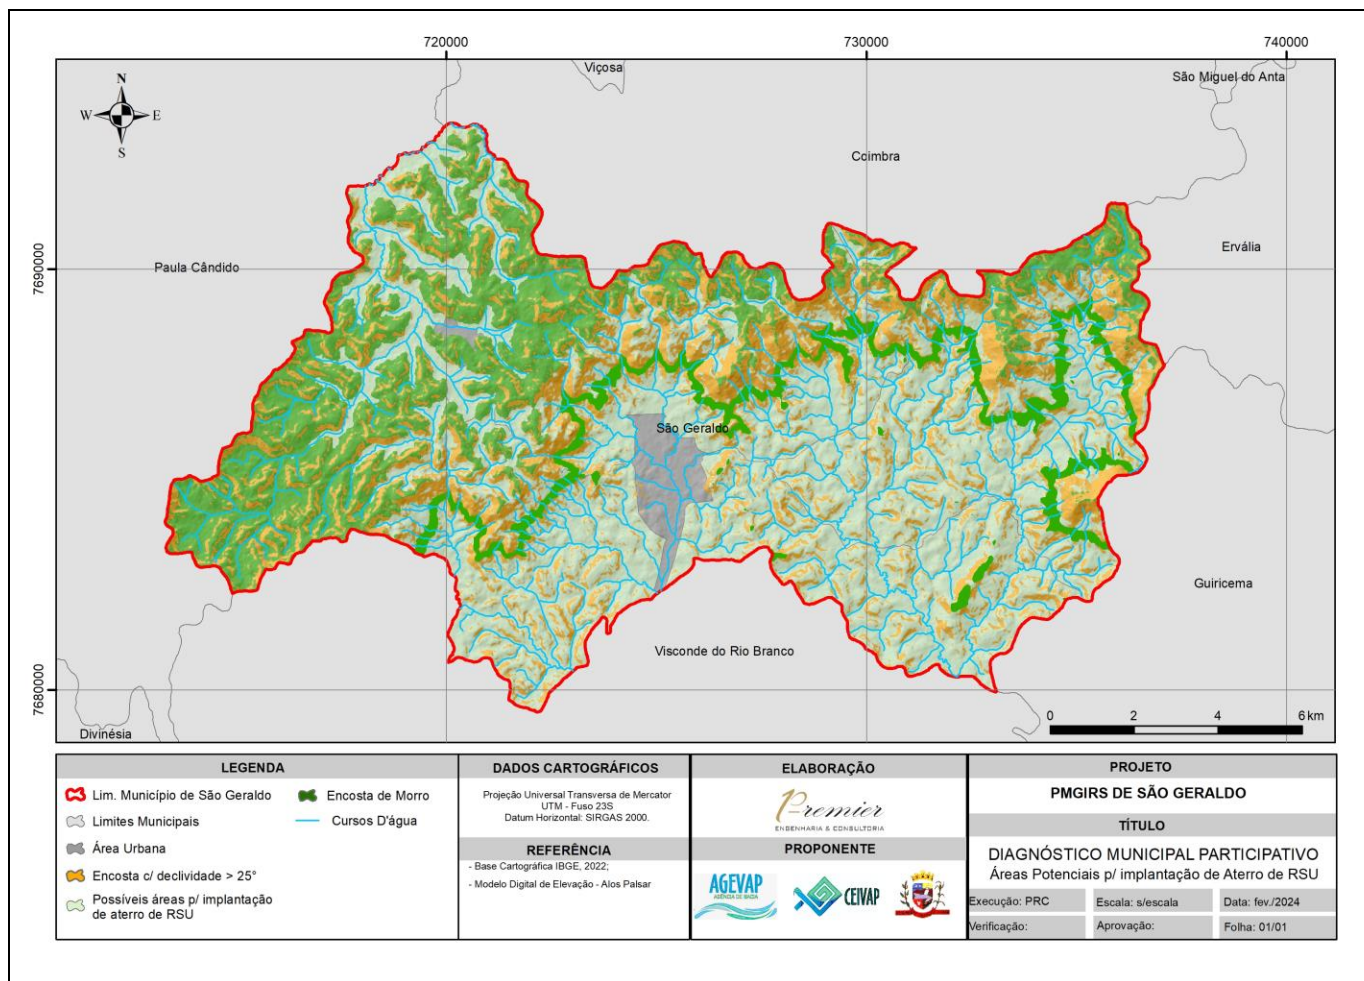 720000
730000
740000
Viçosa
São Miguel do Anta
N
W
E
S
Coimbra
Ervália
7690000
Paula Cândido
São Geraldo
Guiricema
Visconde do Rio Branco
7680000
Divinésia
0
2
4
6 km
LEGENDA
Lim. Município de São Geraldo
Encosta de Morro
Limites Municipais
Cursos D'água
Área Urbana
Encosta c/ declividade > 25°
Possíveis áreas p/ implantação
de aterro de RSU
DADOS CARTOGRÁFICOS
Projeção Universal Transversa de Mercator
UTM - Fuso 23S
Datum Horizontal: SIRGAS 2000.
REFERÊNCIA
- Base Cartográfica IBGE, 2022;
- Modelo Digital de Elevação - Alos Palsar
ELABORAÇÃO
Premier
ENGENHARIA & CONSULTORIA
PROPONENTE
AGEVAP
AGÊNCIA DE BACIA
CEIVAP
PROJETO
PMGIRS DE SÃO GERALDO
TÍTULO
DIAGNÓSTICO MUNICIPAL PARTICIPATIVO
Áreas Potenciais p/ implantação de Aterro de RSU
Execução: PRC
Escala: s/escala
Data: fev./2024
Verificação:
Aprovação:
Folha: 01/01